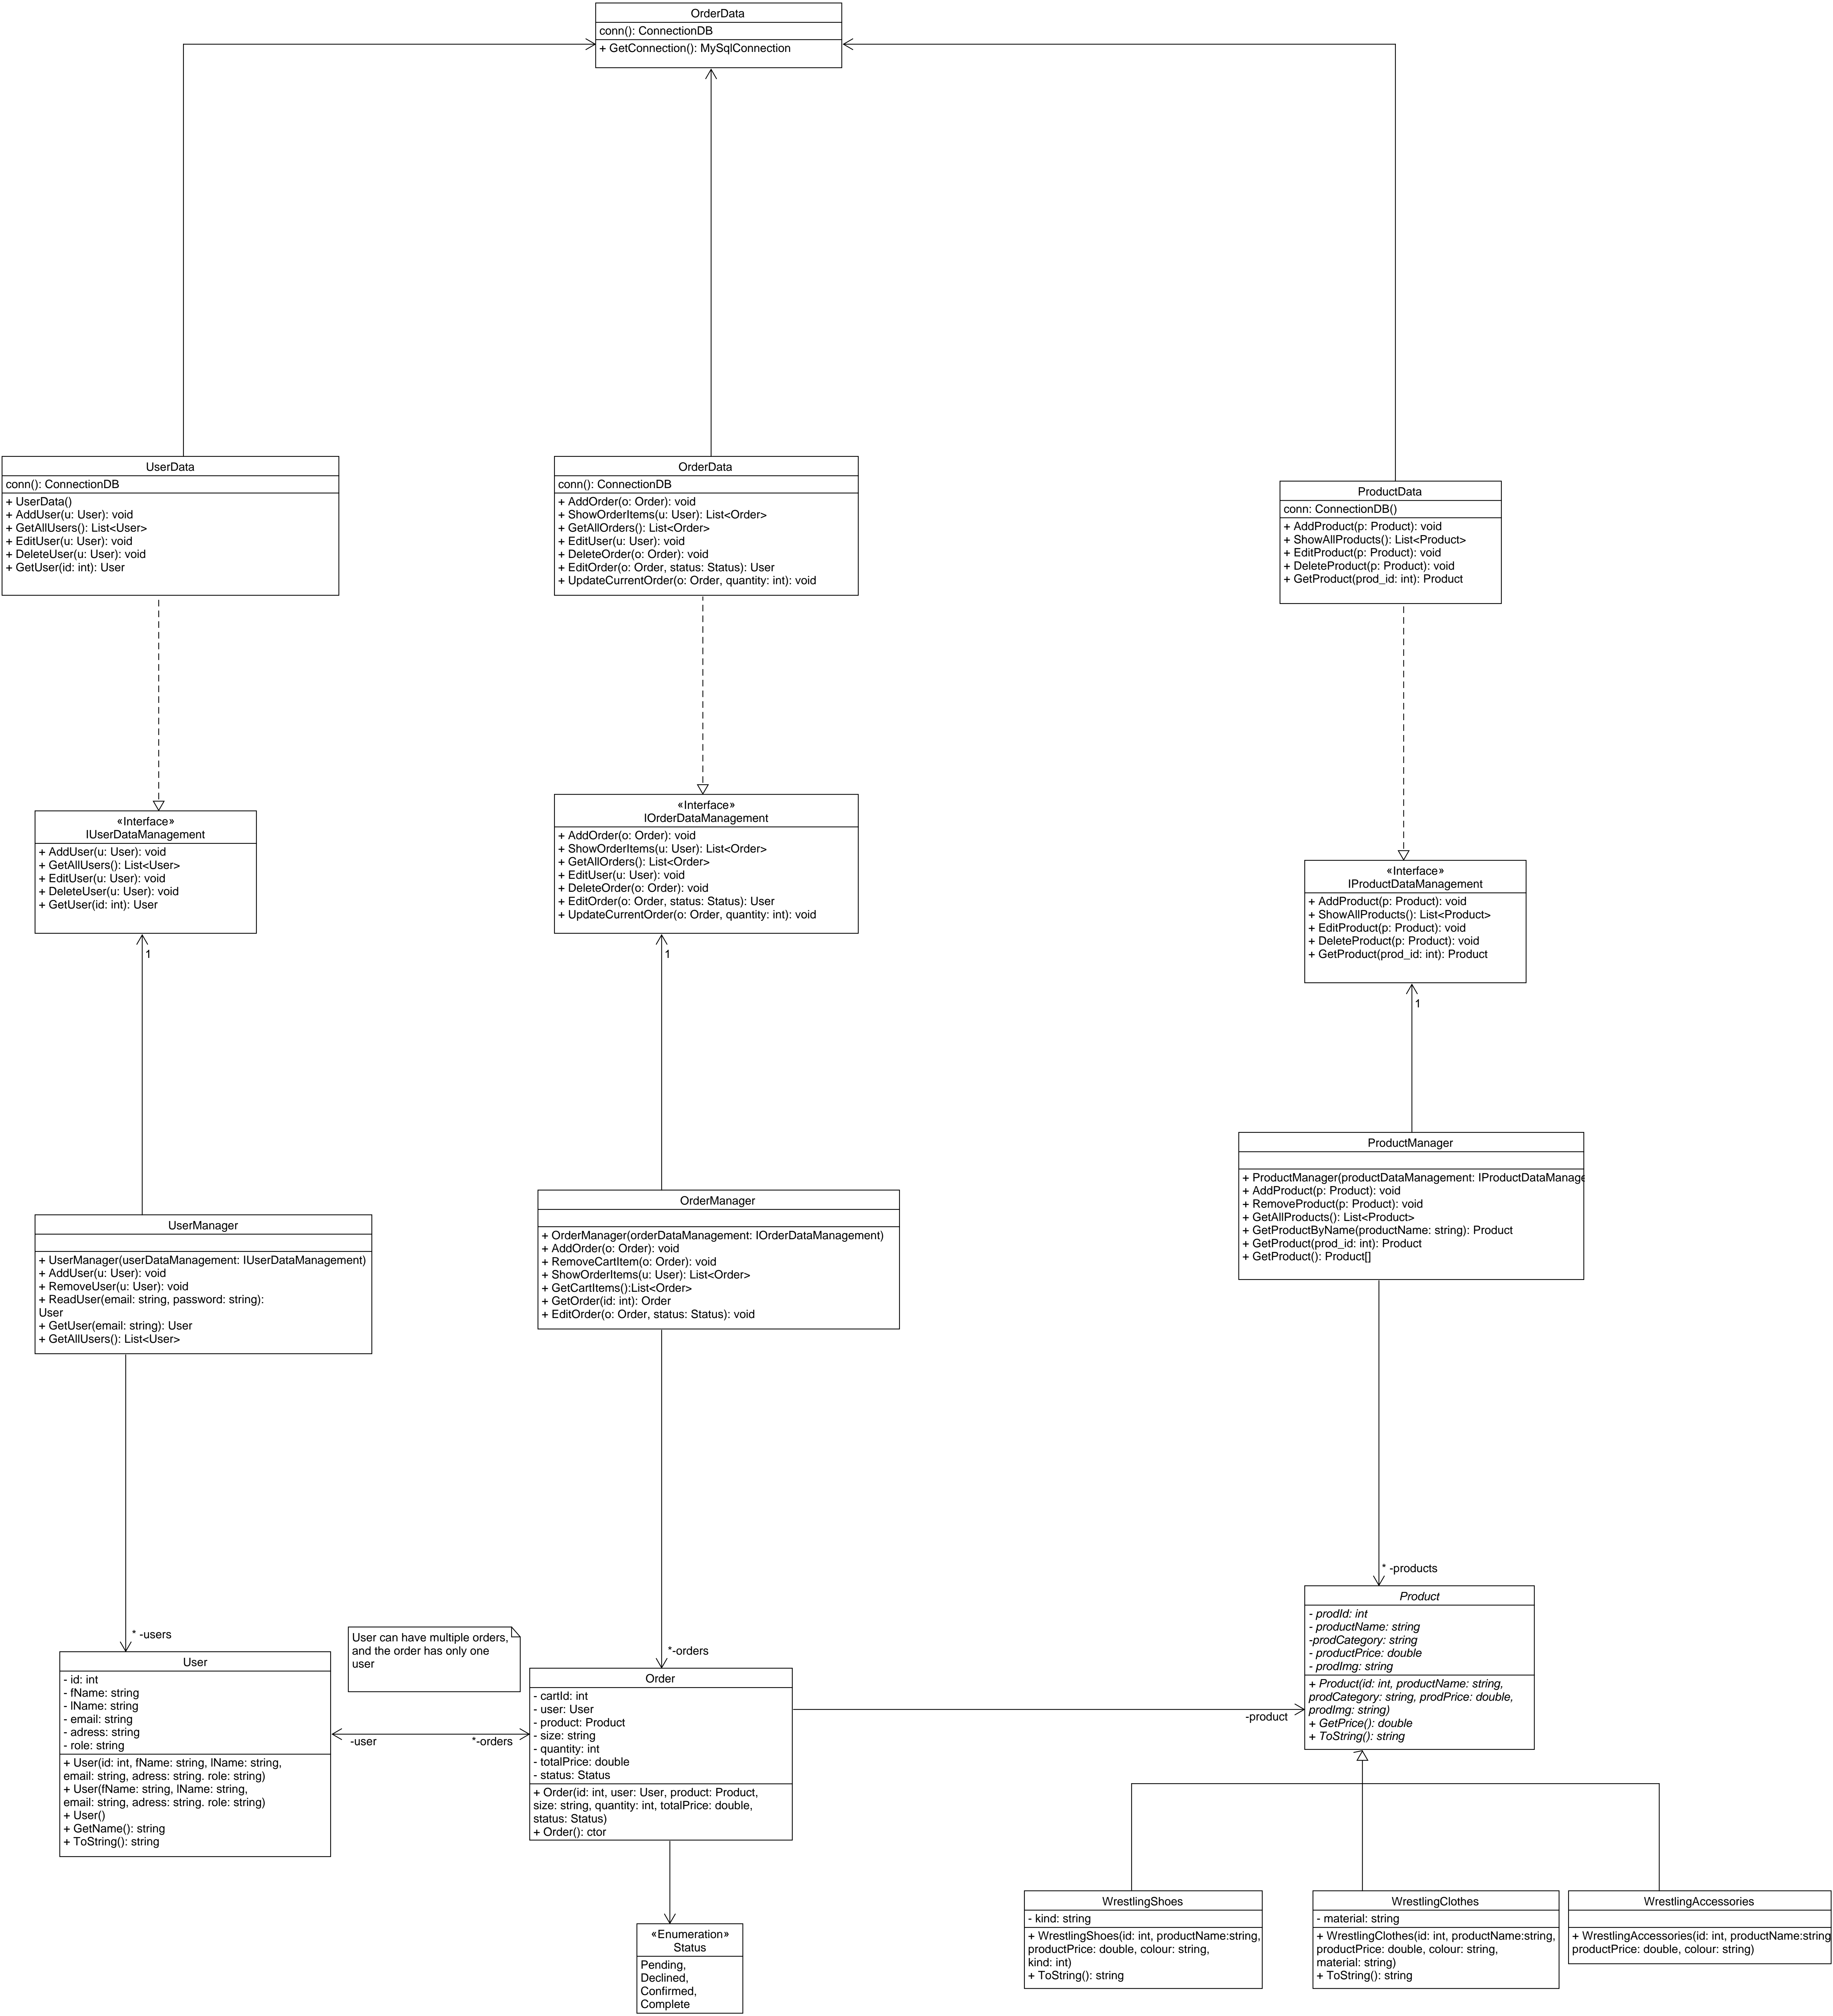 OrderData
conn(): ConnectionDB
+ GetConnection(): MySqlConnection
UserData
conn(): ConnectionDB
+ UserData()
+ AddUser(u: User): void
+ GetAllUsers(): List<User>
+ EditUser(u: User): void
+ DeleteUser(u: User): void
+ GetUser(id: int): User
OrderData
conn(): ConnectionDB
+ AddOrder(o: Order): void
+ ShowOrderItems(u: User): List<Order>
+ GetAllOrders(): List<Order>
+ EditUser(u: User): void
+ DeleteOrder(o: Order): void
+ EditOrder(o: Order, status: Status): User
+ UpdateCurrentOrder(o: Order, quantity: int): void
ProductData
conn: ConnectionDB()
+ AddProduct(p: Product): void
+ ShowAllProducts(): List<Product>
+ EditProduct(p: Product): void
+ DeleteProduct(p: Product): void
+ GetProduct(prod_id: int): Product
«Interface»
IUserDataManagement
+ AddUser(u: User): void
+ GetAllUsers(): List<User>
+ EditUser(u: User): void
+ DeleteUser(u: User): void
+ GetUser(id: int): User
1
«Interface»
IOrderDataManagement
+ AddOrder(o: Order): void
+ ShowOrderItems(u: User): List<Order>
+ GetAllOrders(): List<Order>
+ EditUser(u: User): void
+ DeleteOrder(o: Order): void
+ EditOrder(o: Order, status: Status): User
+ UpdateCurrentOrder(o: Order, quantity: int): void
1
«Interface»
IProductDataManagement
+ AddProduct(p: Product): void
+ ShowAllProducts(): List<Product>
+ EditProduct(p: Product): void
+ DeleteProduct(p: Product): void
+ GetProduct(prod_id: int): Product
1
UserManager
+ UserManager(userDataManagement: IUserDataManagement)
+ AddUser(u: User): void
+ RemoveUser(u: User): void
+ ReadUser(email: string, password: string):
User
+ GetUser(email: string): User
+ GetAllUsers(): List<User>
OrderManager
+ OrderManager(orderDataManagement: IOrderDataManagement)
+ AddOrder(o: Order): void
+ RemoveCartItem(o: Order): void
+ ShowOrderItems(u: User): List<Order>
+ GetCartItems():List<Order>
+ GetOrder(id: int): Order
+ EditOrder(o: Order, status: Status): void
ProductManager
+ ProductManager(productDataManagement: IProductDataManage
+ AddProduct(p: Product): void
+ RemoveProduct(p: Product): void
+ GetAllProducts(): List<Product>
+ GetProductByName(productName: string): Product
+ GetProduct(prod_id: int): Product
+ GetProduct(): Product[]
* -users
User can have multiple orders,
and the order has only one
user
*-orders
* -products
User
- id: int
- fName: string
- lName: string
- email: string
- adress: string
- role: string
+ User(id: int, fName: string, lName: string,
email: string, adress: string. role: string)
+ User(fName: string, lName: string,
email: string, adress: string. role: string)
+ User()
+ GetName(): string
+ ToString(): string
-user
*-orders
Order
- cartId: int
- user: User
- product: Product
- size: string
- quantity: int
- totalPrice: double
- status: Status
+ Order(id: int, user: User, product: Product,
size: string, quantity: int, totalPrice: double,
status: Status)
+ Order(): ctor
-product
Product
- prodId: int
- productName: string
-prodCategory: string
- productPrice: double
- prodImg: string
+ Product(id: int, productName: string,
prodCategory: string, prodPrice: double,
prodImg: string)
+ GetPrice(): double
+ ToString(): string
«Enumeration»
Status
Pending,
Declined,
Confirmed,
Complete
WrestlingShoes
- kind: string
+ WrestlingShoes(id: int, productName:string,
productPrice: double, colour: string,
kind: int)
+ ToString(): string
WrestlingClothes
- material: string
+ WrestlingClothes(id: int, productName:string,
productPrice: double, colour: string,
material: string)
+ ToString(): string
WrestlingAccessories
+ WrestlingAccessories(id: int, productName:string
productPrice: double, colour: string)